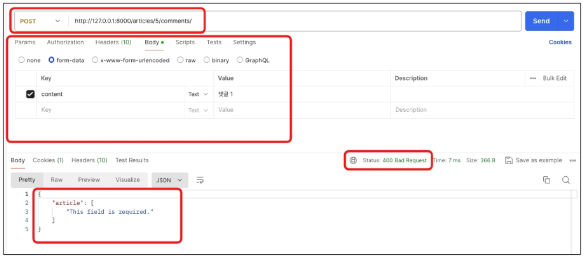 POST http://127.0.0.1:8000/articles/5/comments/ Send
Params Authorization Headers (10) Body Scripts Tests Settings Cookies
none form-data x-www-form-urlencoded raw binary GraphQL
Key Value Description ••• Bulk Edit
content Text 댓글 1
Key Text Value Description
Body Cookies (1) Headers (10) Test Results Status: 400 Bad Request Time: 7 ms Size: 366 B Save as example •••
Pretty Raw Preview Visualize JSON
1 {
2 "article": [
3 "This field is required."
4 ]
5 }